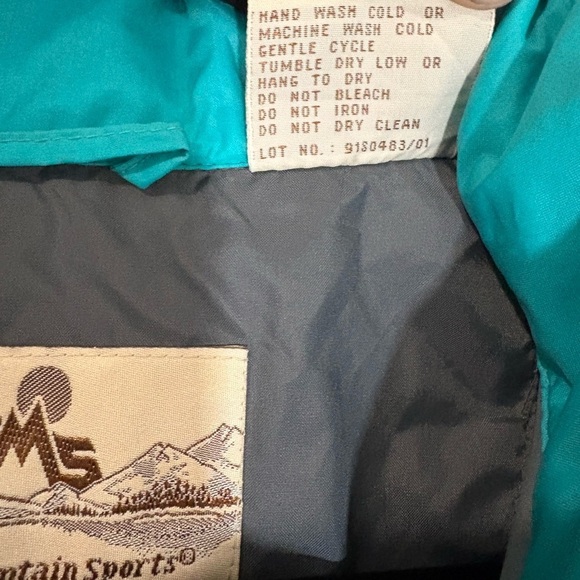 HAND WASH COLD OR
MACHINE WASH COLD
GENTLE CYCLE
TUMBLE DRY LOW OR
HANG TO DRY
DO NOT BLEACH
DO NOT IRON
DO NOT DRY CLEAN
LOT NO.: 91S0483/01
MS
ntain Sports®